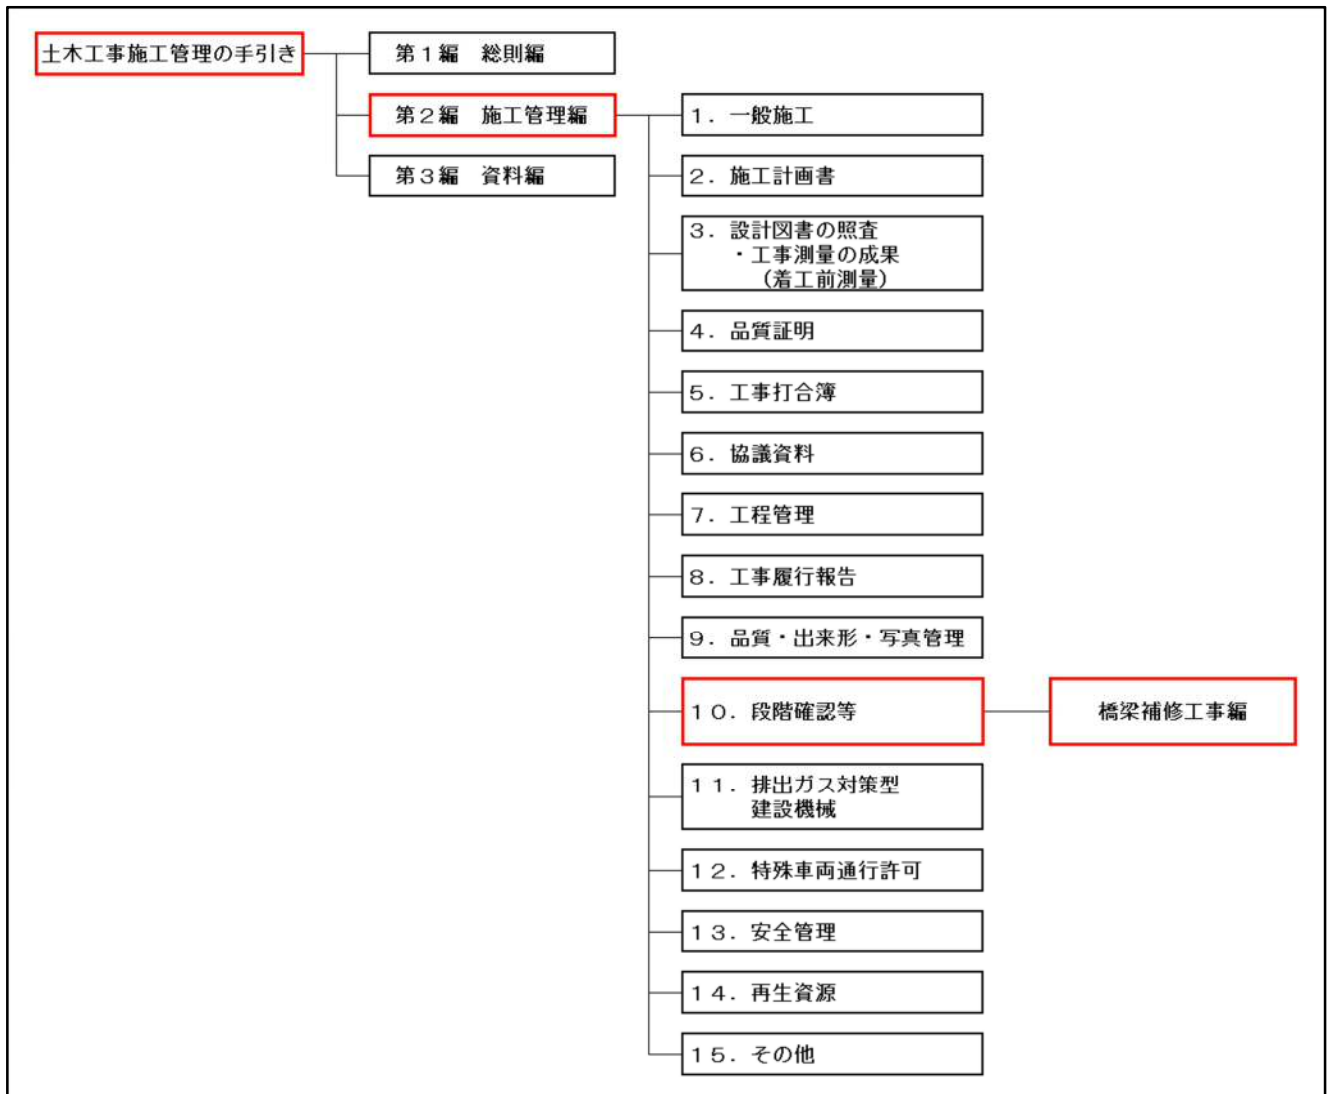 土木工事施工管理の手引き
第１編　総則編
第２編　施工管理編
第３編　資料編
１．一般施工
２．施工計画書
３．設計図書の照査
・工事測量の成果
（着工前測量）
４．品質証明
５．工事打合簿
６．協議資料
７．工程管理
８．工事履行報告
９．品質・出来形・写真管理
１０．段階確認等
橋梁補修工事編
１１．排出ガス対策型
建設機械
１２．特殊車両通行許可
１３．安全管理
１４．再生資源
１５．その他